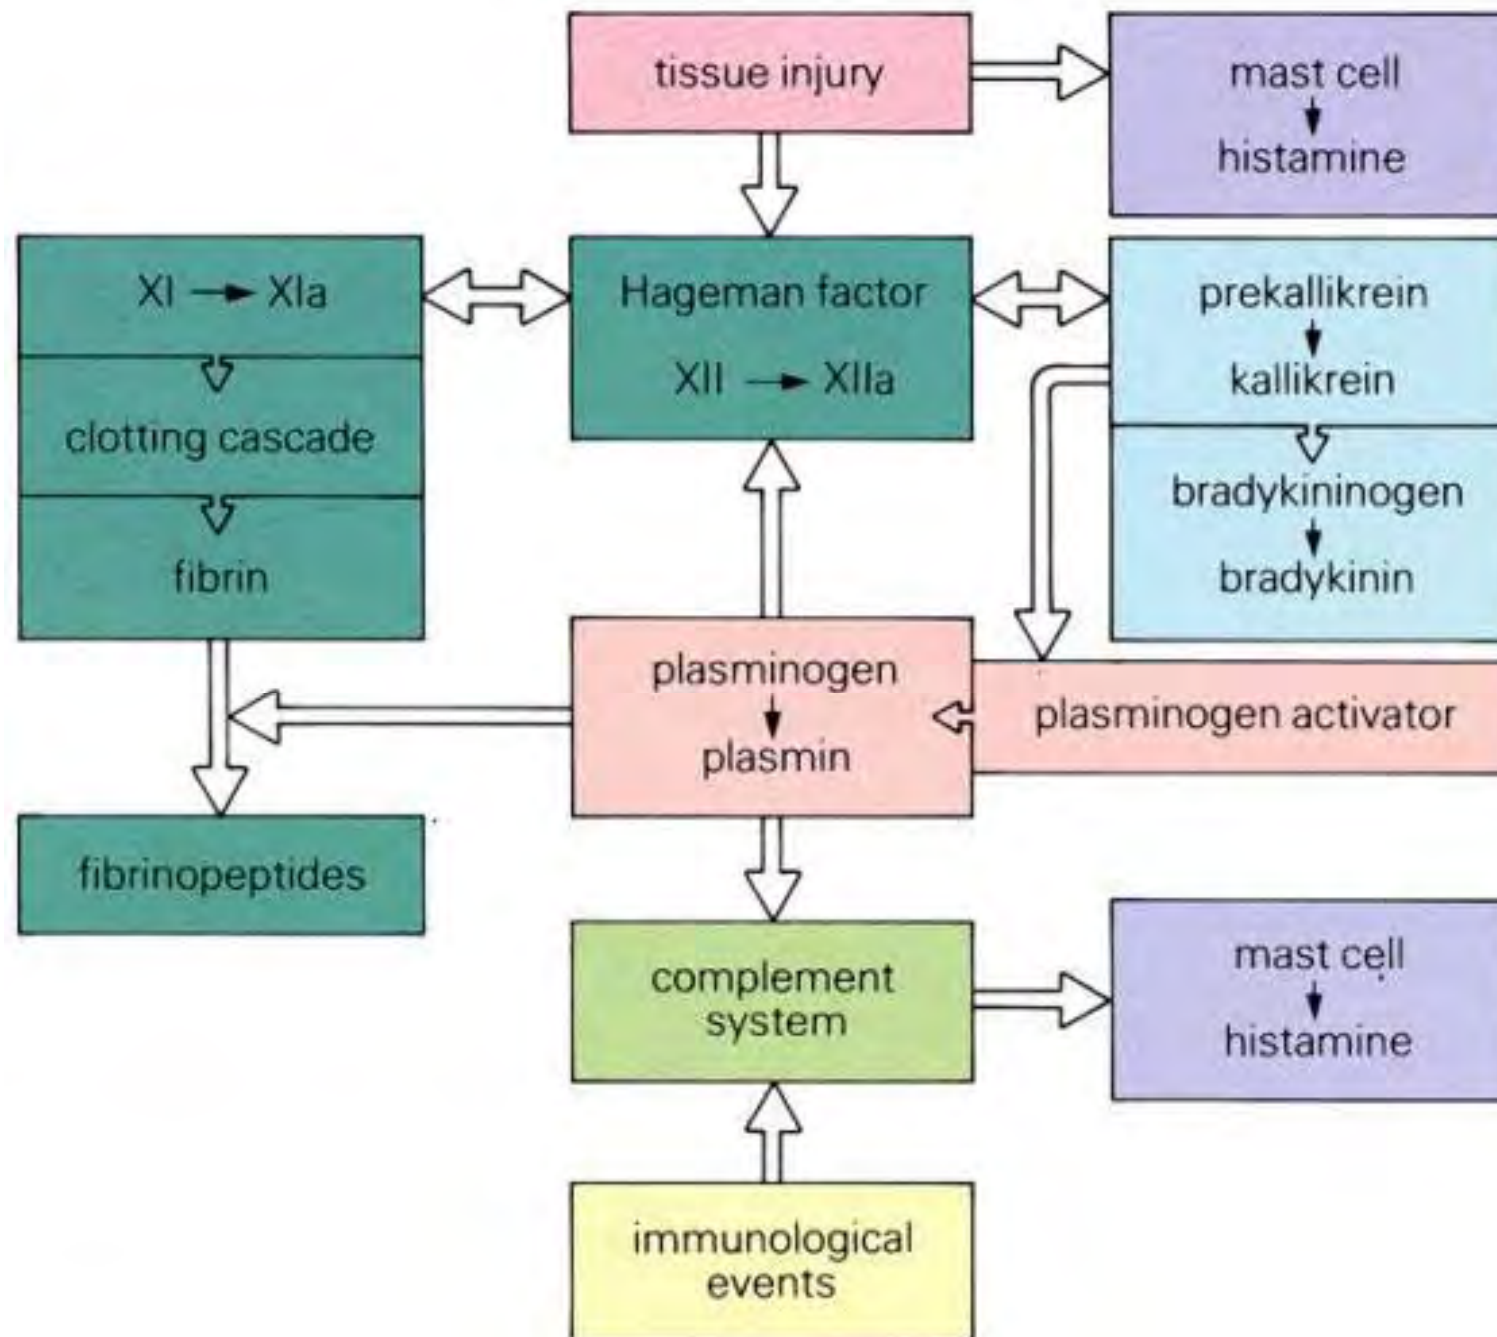 tissue injury
mast cell
histamine
XI → XIa
clotting cascade
fibrin
Hageman factor
XII → XIIa
prekallikrein
kallikrein
bradykininogen
bradykinin
plasminogen
plasmin
plasminogen activator
fibrinopeptides
complement
system
mast cell
histamine
immunological
events